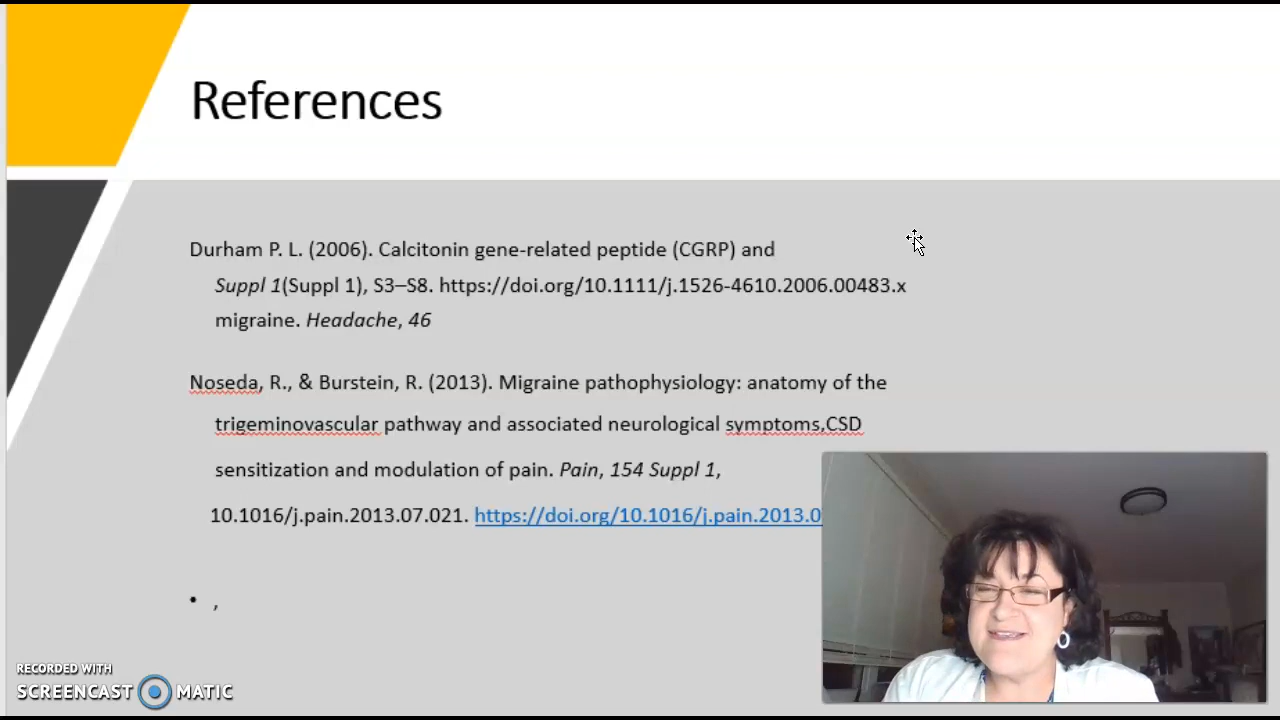 References
Durham P. L. (2006). Calcitonin gene-related peptide (CGRP) and
Suppl 1(Suppl 1), S3–S8. https://doi.org/10.1111/j.1526-4610.2006.00483.x
migraine. Headache, 46
Noseda, R., & Burstein, R. (2013). Migraine pathophysiology: anatomy of the
trigeminovascular pathway and associated neurological symptoms,CSD
sensitization and modulation of pain. Pain, 154 Suppl 1,
10.1016/j.pain.2013.07.021. https://doi.org/10.1016/j.pain.2013.0
• ,
RECORDED WITH
SCREENCAST MATIC